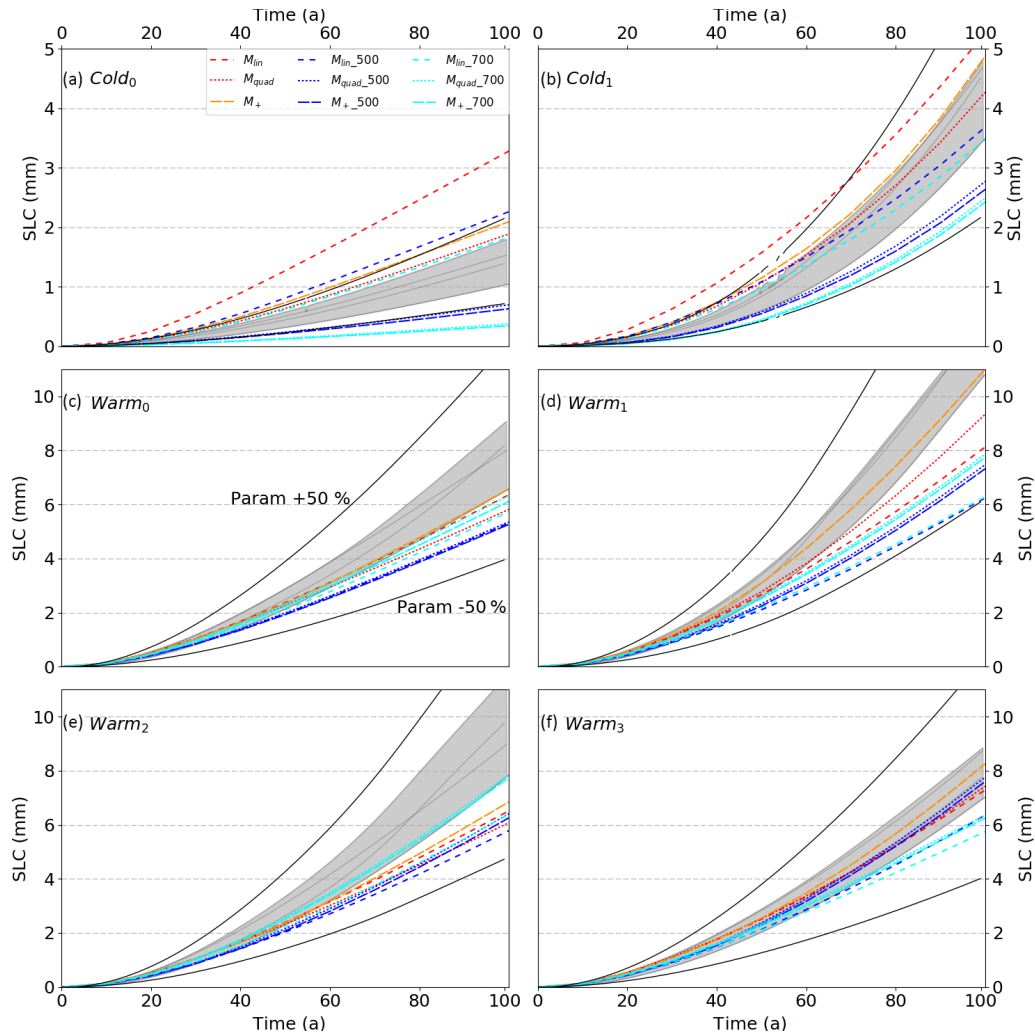 Time (a)
Time (a)
0 20 40 60 80 100
0 20 40 60 80 100
(a) Cold₀
M_lin
M_lin_500
M_lin_700
M_quad
M_quad_500
M_quad_700
M₊
M₊_500
M₊_700
SLC (mm)
5
4
3
2
1
0
(b) Cold₁
5
4
3
2
1
0
SLC (mm)
(c) Warm₀
Param +50 %
Param -50 %
SLC (mm)
10
8
6
4
2
0
(d) Warm₁
10
8
6
4
2
0
SLC (mm)
(e) Warm₂
SLC (mm)
10
8
6
4
2
0
(f) Warm₃
10
8
6
4
2
0
SLC (mm)
0 20 40 60 80 100
0 20 40 60 80 100
Time (a)
Time (a)